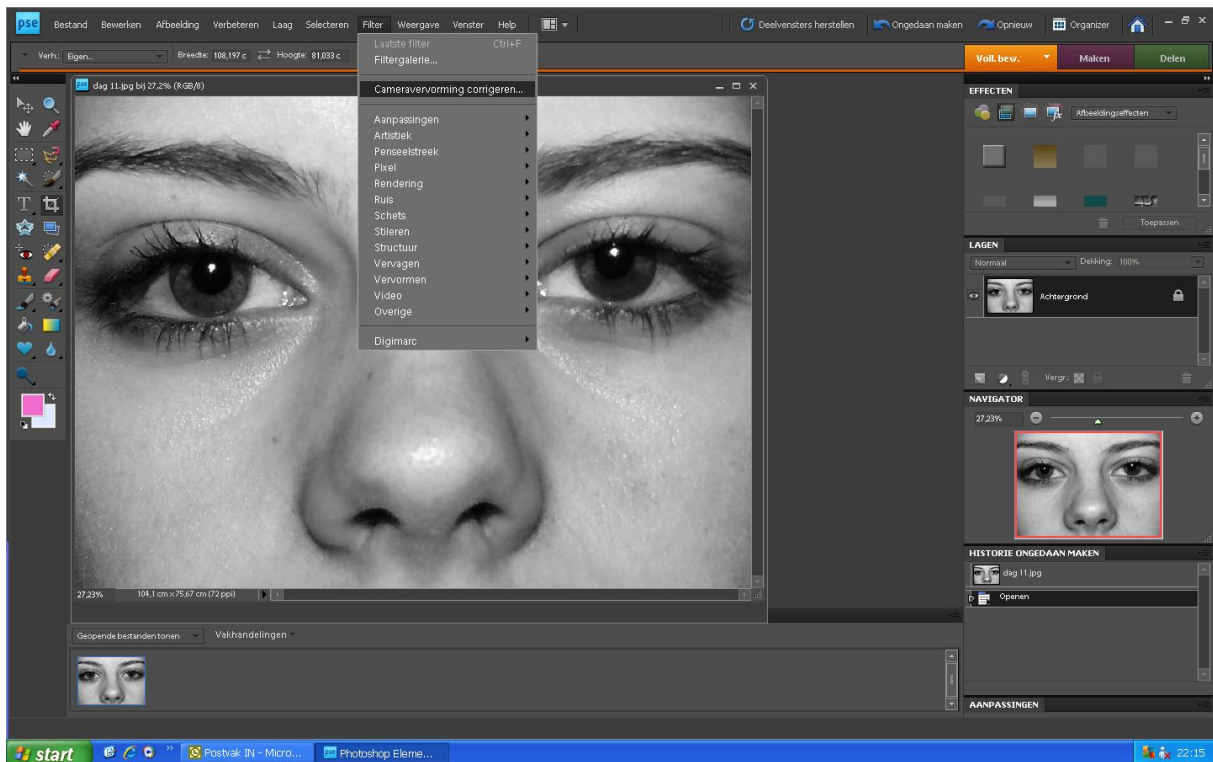 pse Bestand Bewerken Afbeelding Verbeteren Laag Selecteren Filter Weergave Venster Help Deelvensters herstellen Ongedaan maken Opnieuw Organizer
Verh.: Eigen... Breedte: 108,197 c Hoogte: 81,033 c
Voll. bew. Maken Delen
dag 11.jpg bij 27,2% (RGB/8)
Laatste filter Ctrl+F
Filtergalerie...
Cameravervorming corrigeren...
Aanpassingen
Artistiek
Penseelstreek
Pixel
Rendering
Ruis
Schets
Stileren
Structuur
Vervagen
Vervormen
Video
Overige
Digimarc
EFFECTEN
Afbeeldingseffecten
Toepassen
LAGEN
Normaal Dekking: 100%
Achtergrond
Vergr.:
NAVIGATOR
27,23%
HISTORIE ONGEDAAN MAKEN
dag 11.jpg
Openen
AANPASSINGEN
27,23% 104,1 cm x 75,67 cm (72 ppi)
Geopende bestanden tonen Vakhandelingen
start Postvak IN - Micro... pse Photoshop Eleme... 22:15